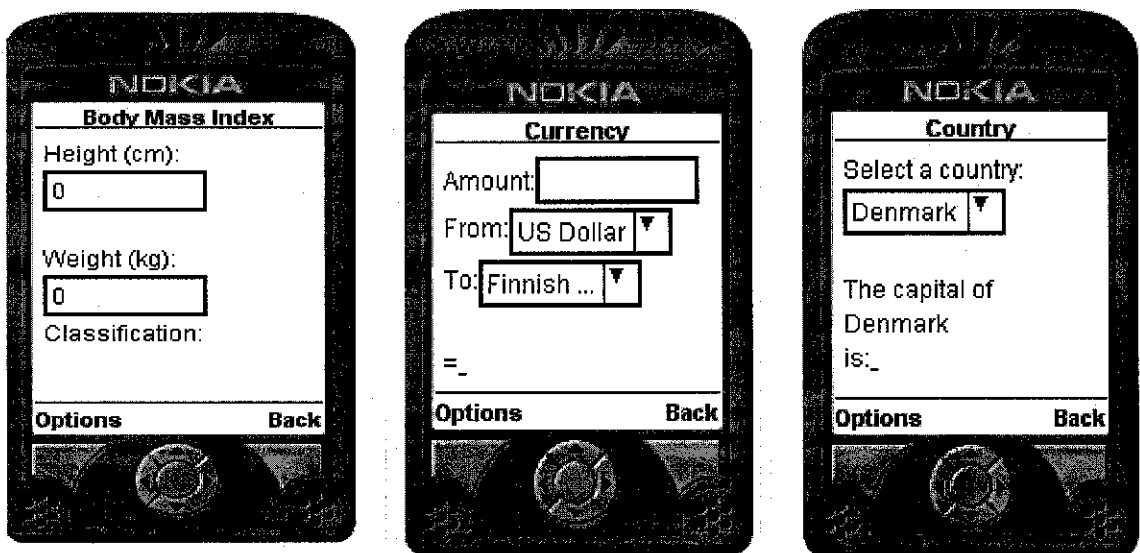 NOKIA
Body Mass Index
Height (cm):
0
Weight (kg):
0
Classification:
Options Back
NOKIA
Currency
Amount:
From: US Dollar
To: Finnish ...
=_
Options Back
NOKIA
Country
Select a country:
Denmark
The capital of
Denmark
is:_
Options Back